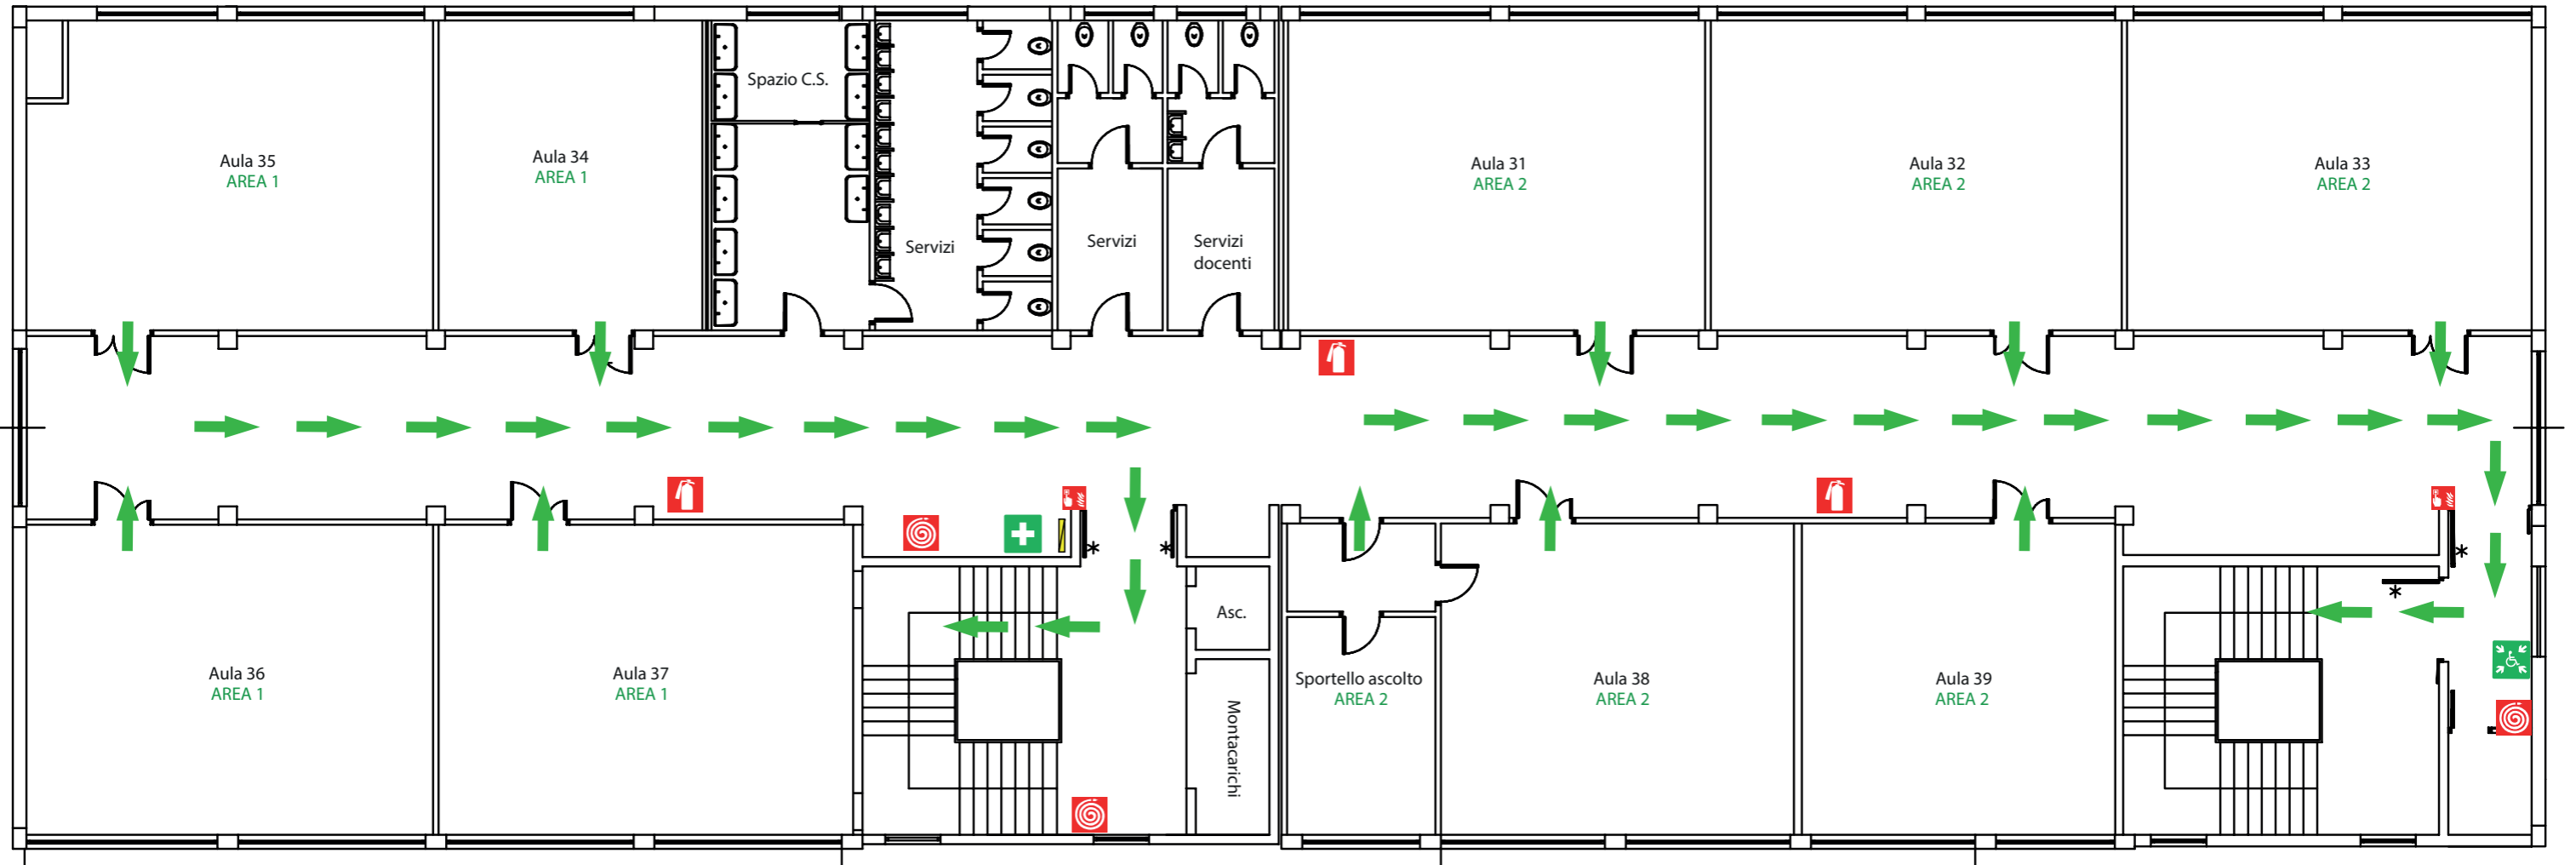 Spazio C.S.
Aula 35
AREA 1
Aula 34
AREA 1
Servizi
Servizi
Servizi
docenti
Aula 31
AREA 2
Aula 32
AREA 2
Aula 33
AREA 2
*
*
*
*
Asc.
Aula 36
AREA 1
Aula 37
AREA 1
Montacarichi
Sportello ascolto
AREA 2
Aula 38
AREA 2
Aula 39
AREA 2